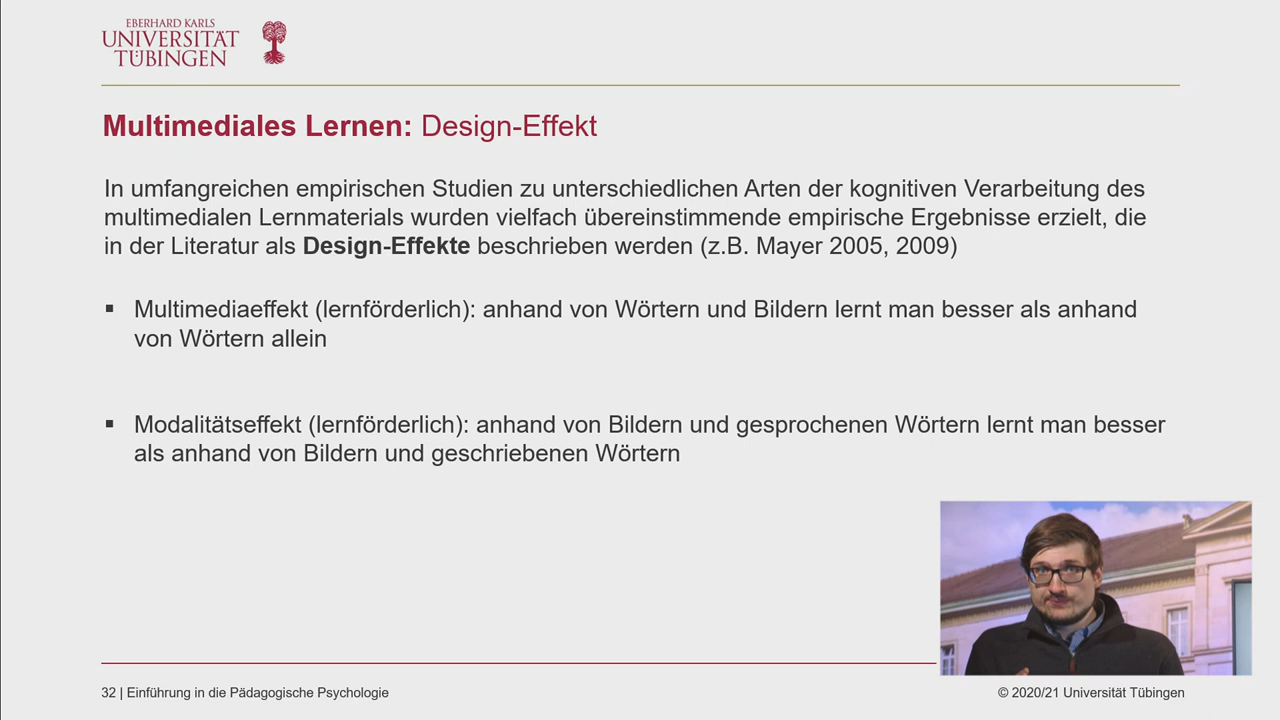 EBERHARD KARLS
UNIVERSITÄT
TÜBINGEN
Multimediales Lernen: Design-Effekt
In umfangreichen empirischen Studien zu unterschiedlichen Arten der kognitiven Verarbeitung des
multimedialen Lernmaterials wurden vielfach übereinstimmende empirische Ergebnisse erzielt, die
in der Literatur als Design-Effekte beschrieben werden (z.B. Mayer 2005, 2009)
▪ Multimediaeffekt (lernförderlich): anhand von Wörtern und Bildern lernt man besser als anhand
von Wörtern allein
▪ Modalitätseffekt (lernförderlich): anhand von Bildern und gesprochenen Wörtern lernt man besser
als anhand von Bildern und geschriebenen Wörtern
32 | Einführung in die Pädagogische Psychologie
© 2020/21 Universität Tübingen